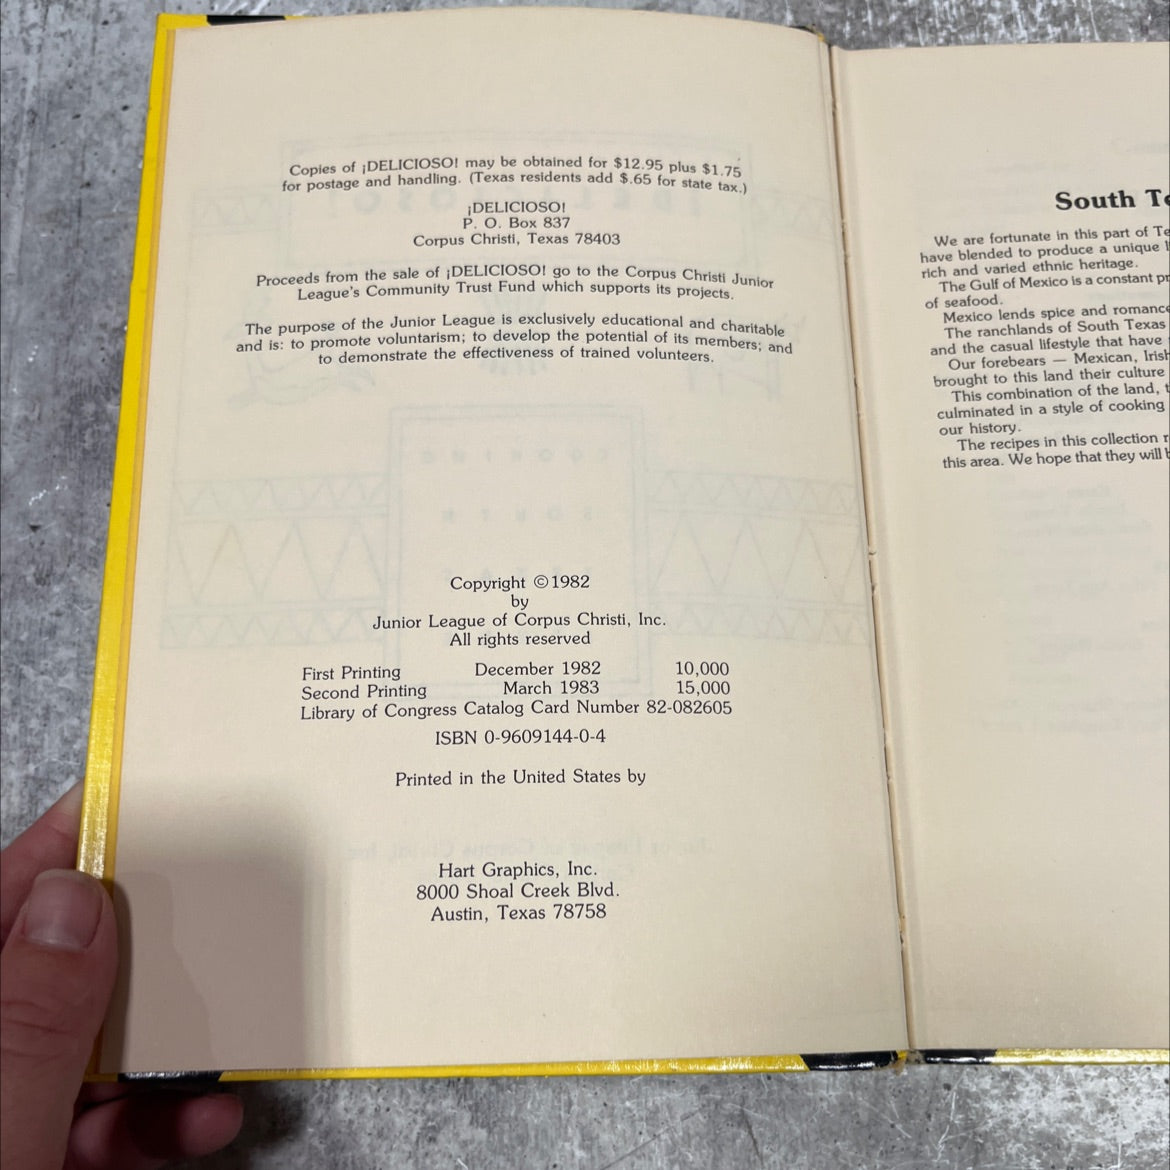 Copies of ¡DELICIOSO! may be obtained for $12.95 plus $1.75
for postage and handling. (Texas residents add $.65 for state tax.)
¡DELICIOSO!
P. O. Box 837
Corpus Christi, Texas 78403
Proceeds from the sale of ¡DELICIOSO! go to the Corpus Christi Junior
League's Community Trust Fund which supports its projects.
The purpose of the Junior League is exclusively educational and charitable
and is: to promote voluntarism; to develop the potential of its members; and
to demonstrate the effectiveness of trained volunteers.
Copyright ©1982
by
Junior League of Corpus Christi, Inc.
All rights reserved
First Printing December 1982 10,000
Second Printing March 1983 15,000
Library of Congress Catalog Card Number 82-082605
ISBN 0-9609144-0-4
Printed in the United States by
Hart Graphics, Inc.
8000 Shoal Creek Blvd.
Austin, Texas 78758
South Te
We are fortunate in this part of Te
have blended to produce a unique
rich and varied ethnic heritage.
The Gulf of Mexico is a constant pr
of seafood.
Mexico lends spice and romance
The ranchlands of South Texas
and the casual lifestyle that have
Our forebears — Mexican, Irish
brought to this land their culture
This combination of the land, t
culminated in a style of cooking
our history.
The recipes in this collection r
this area. We hope that they will b